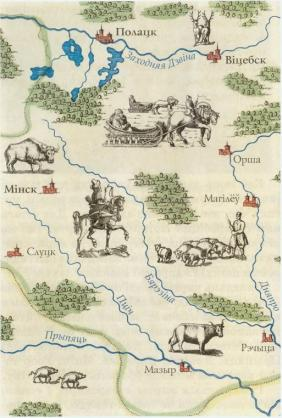 Полацк
Заходняя Дзвіна
Віцебск
Орша
Мінск
Магілёў
Слуцк
Бярэзіна
Пціч
Дняпро
Прыпяць
Рэчыца
Мазыр